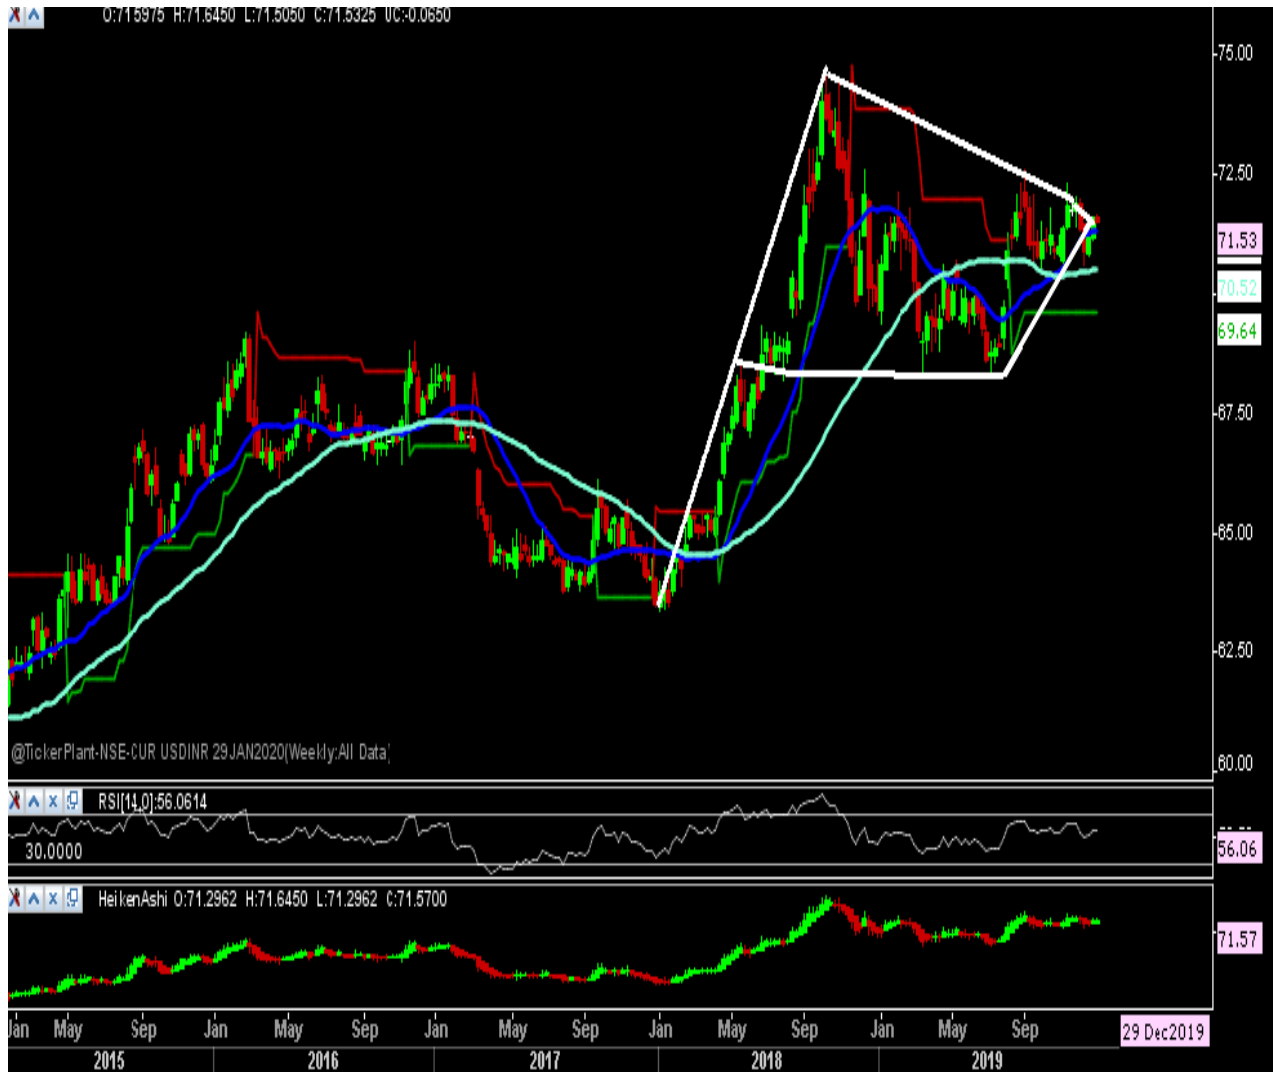 O:71.5975 H:71.6450 L:71.5050 C:71.5325 UC:-0.0650
75.00
72.50
71.53
70.52
69.64
67.50
65.00
62.50
@TickerPlant-NSE-CUR USDINR 29JAN2020(Weekly:All Data)
60.00
RSI[14,0]:56.0614
30.0000
56.06
HeikenAshi O:71.2962 H:71.6450 L:71.2962 C:71.5700
71.57
Jan May Sep Jan May Sep Jan May Sep Jan May Sep Jan May Sep
29 Dec2019
2015 2016 2017 2018 2019